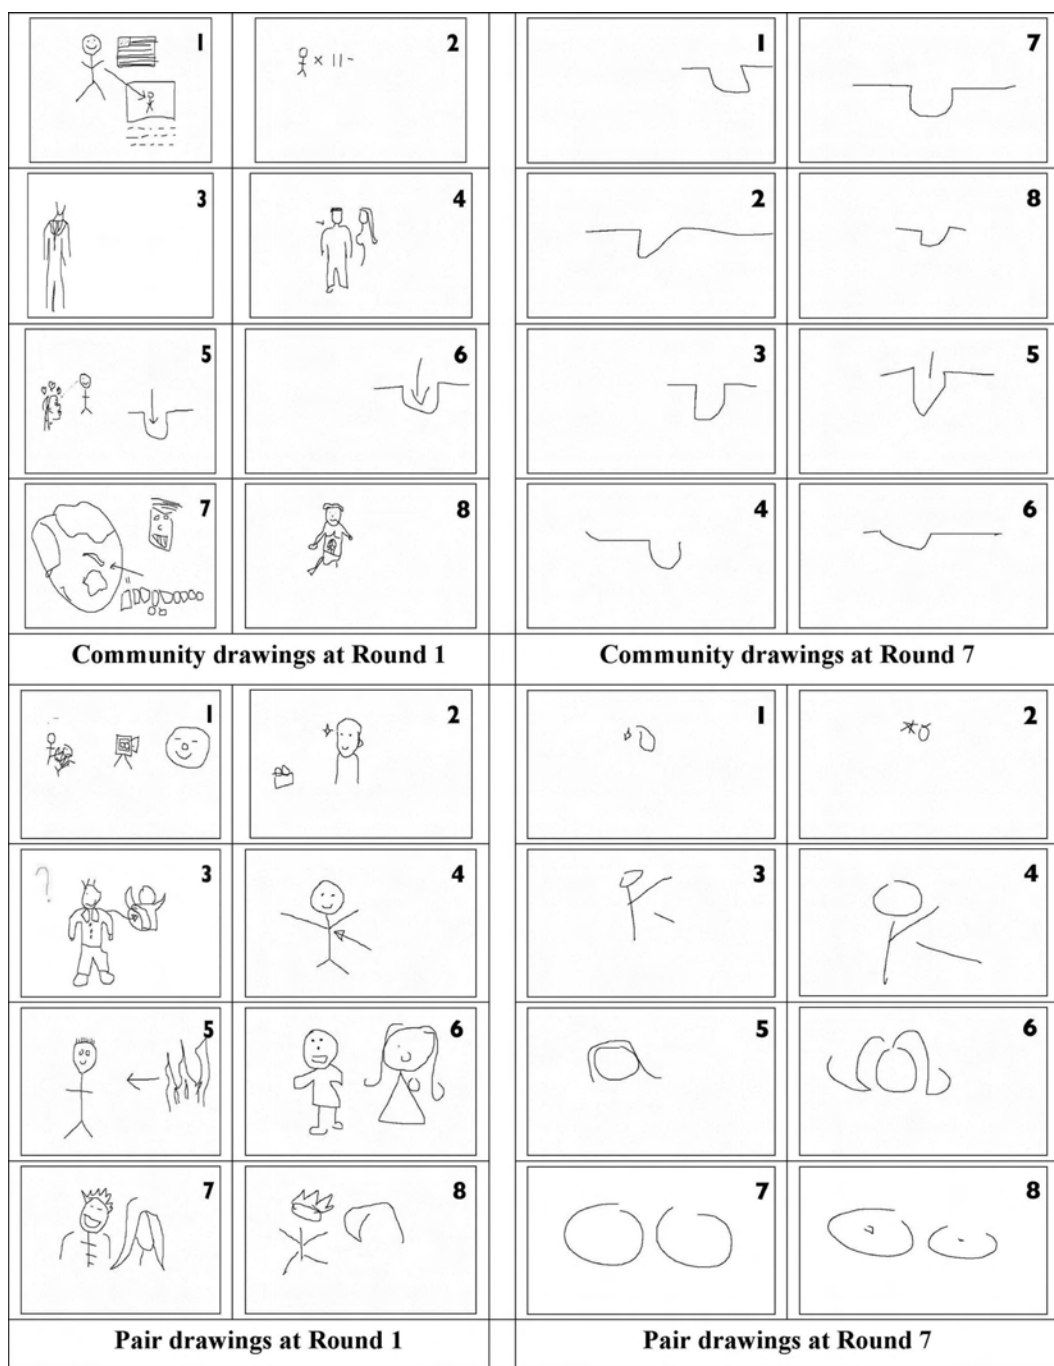 1 2 1 7
3 4 2 8
5 6 3 5
7 8 4 6
Community drawings at Round 1 Community drawings at Round 7
1 2 1 2
3 4 3 4
?
5 6 5 6
7 8 7 8
Pair drawings at Round 1 Pair drawings at Round 7